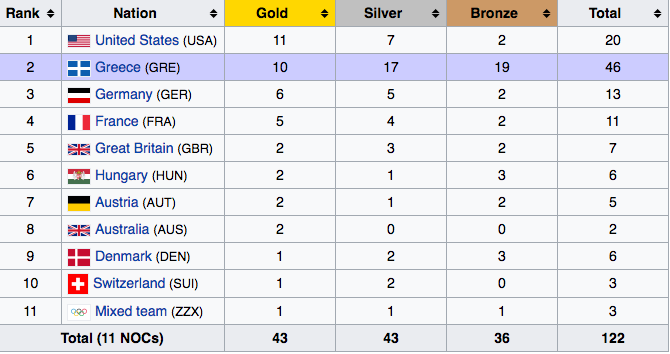 Rank Nation Gold Silver Bronze Total
1 United States (USA) 11 7 2 20
2 Greece (GRE) 10 17 19 46
3 Germany (GER) 6 5 2 13
4 France (FRA) 5 4 2 11
5 Great Britain (GBR) 2 3 2 7
6 Hungary (HUN) 2 1 3 6
7 Austria (AUT) 2 1 2 5
8 Australia (AUS) 2 0 0 2
9 Denmark (DEN) 1 2 3 6
10 Switzerland (SUI) 1 2 0 3
11 Mixed team (ZZX) 1 1 1 3
Total (11 NOCs) 43 43 36 122